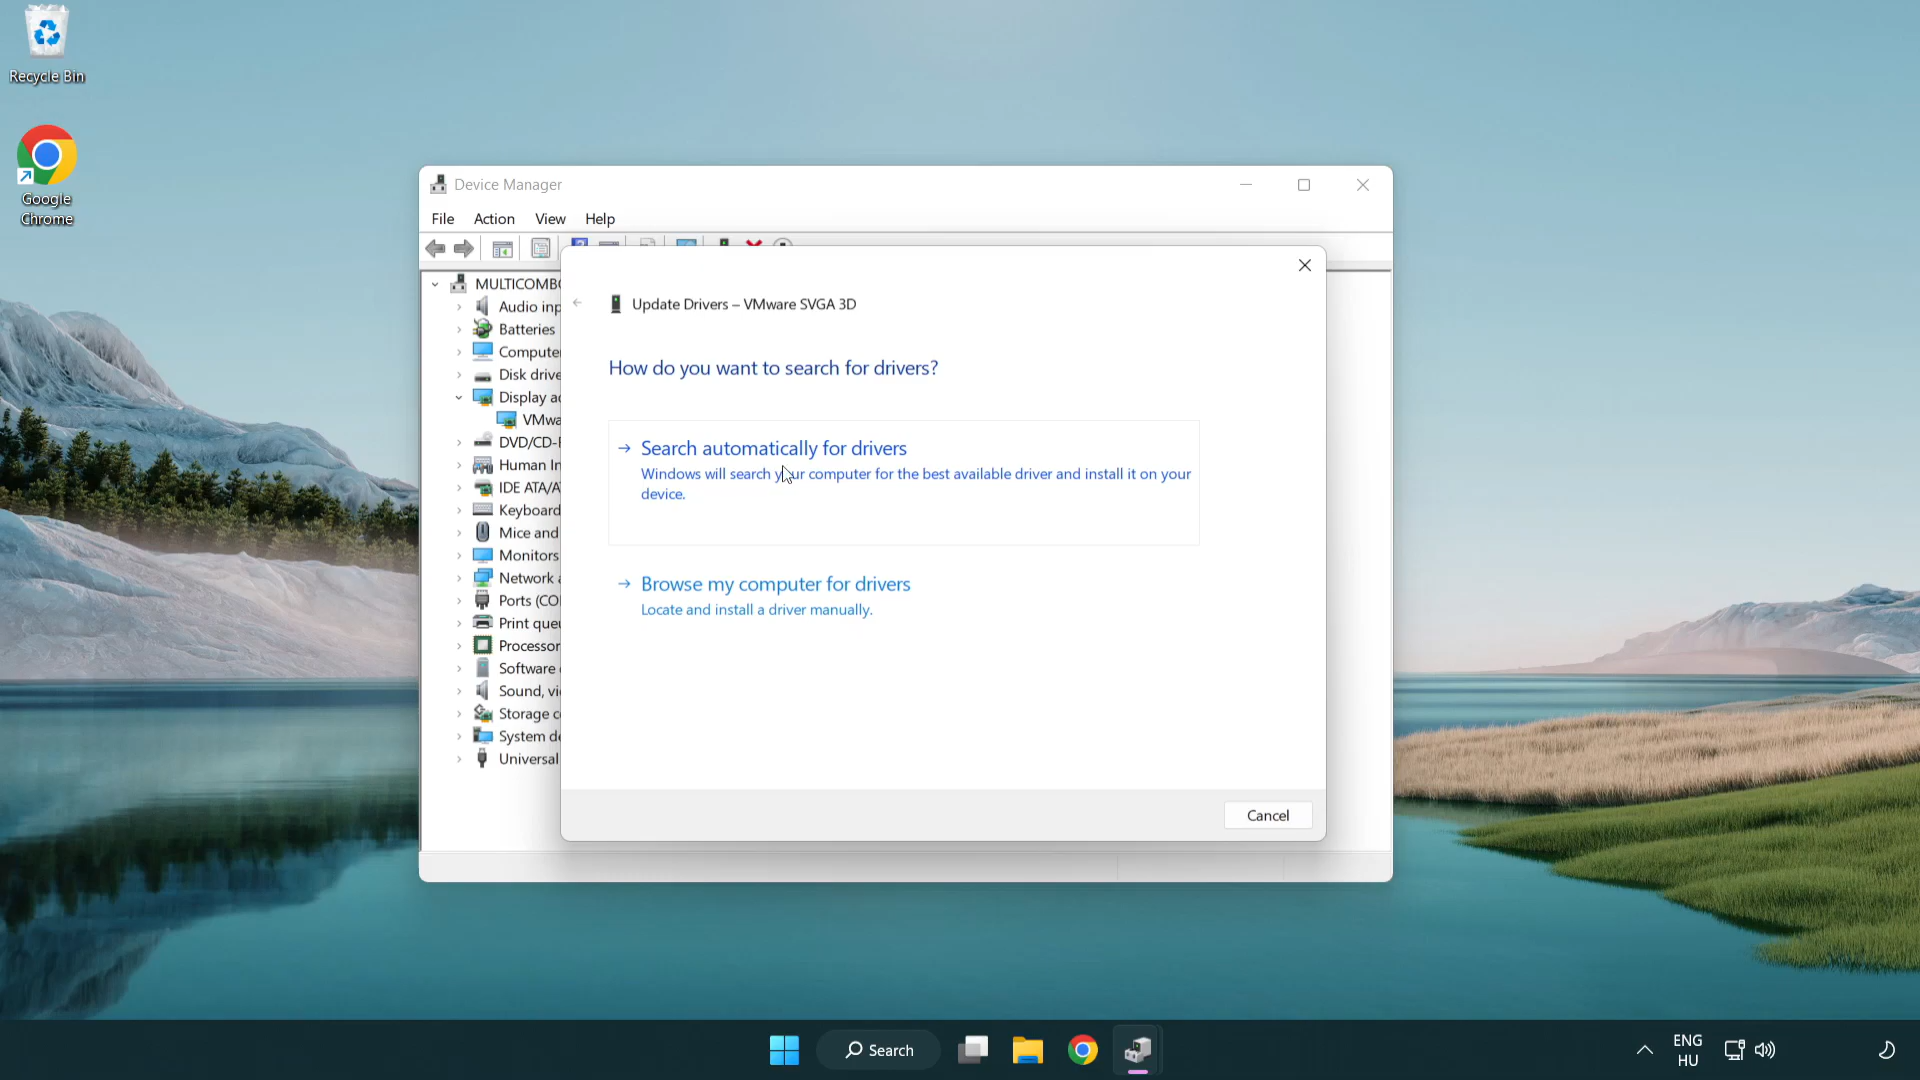 Recycle Bin
Google
Chrome
Device Manager
File Action View Help
MULTICOMBO
Audio inp
Batteries
Compute
Disk drive
Display a
VMwa
DVD/CD-
Human In
IDE ATA/A
Keyboard
Mice and
Monitors
Network a
Ports (CO
Print que
Processor
Software
Sound, vi
Storage c
System de
Universal
Update Drivers – VMware SVGA 3D
How do you want to search for drivers?
Search automatically for drivers
Windows will search your computer for the best available driver and install it on your
device.
Browse my computer for drivers
Locate and install a driver manually.
Cancel
Search
ENG
HU